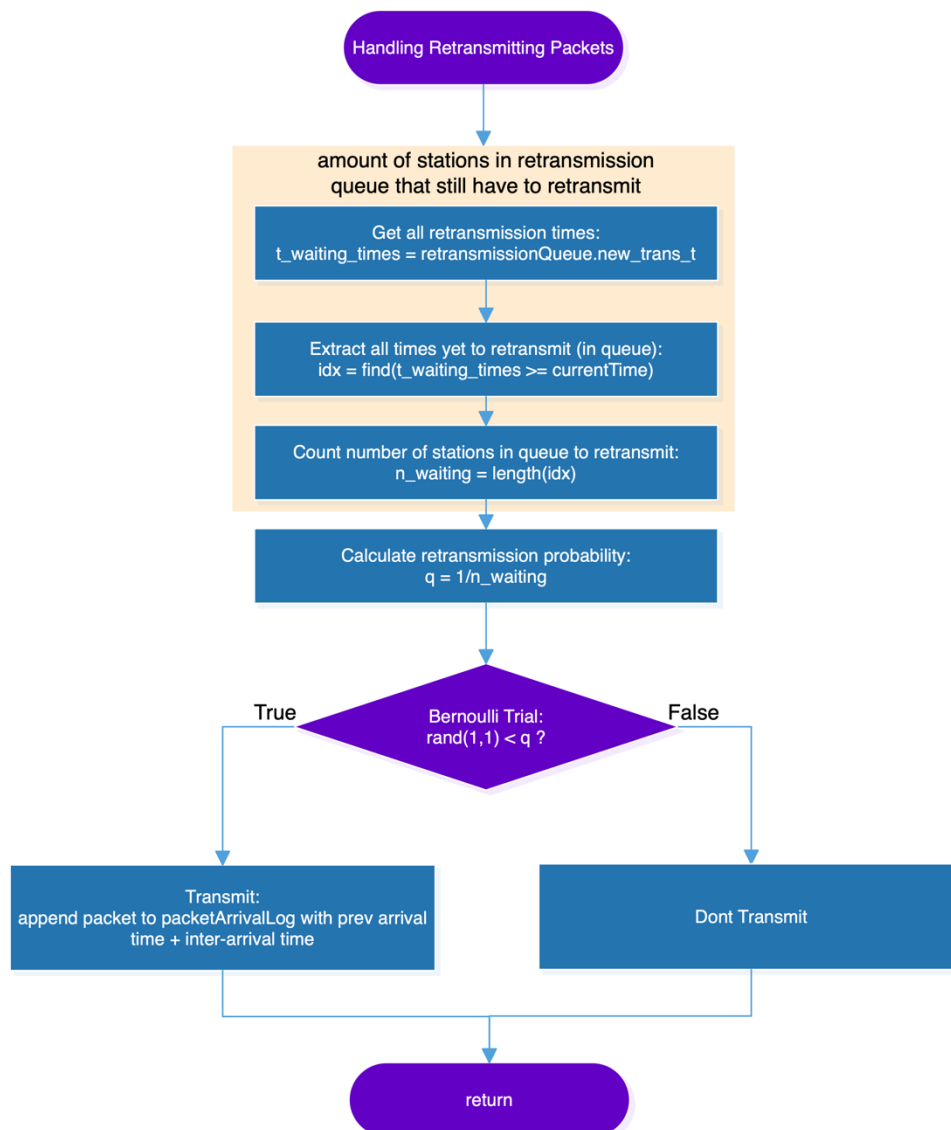 Handling Retransmitting Packets
amount of stations in retransmission
queue that still have to retransmit
Get all retransmission times:
t_waiting_times = retransmissionQueue.new_trans_t
Extract all times yet to retransmit (in queue):
idx = find(t_waiting_times >= currentTime)
Count number of stations in queue to retransmit:
n_waiting = length(idx)
Calculate retransmission probability:
q = 1/n_waiting
True
Bernoulli Trial:
rand(1,1) < q ?
False
Transmit:
append packet to packetArrivalLog with prev arrival
time + inter-arrival time
Dont Transmit
return